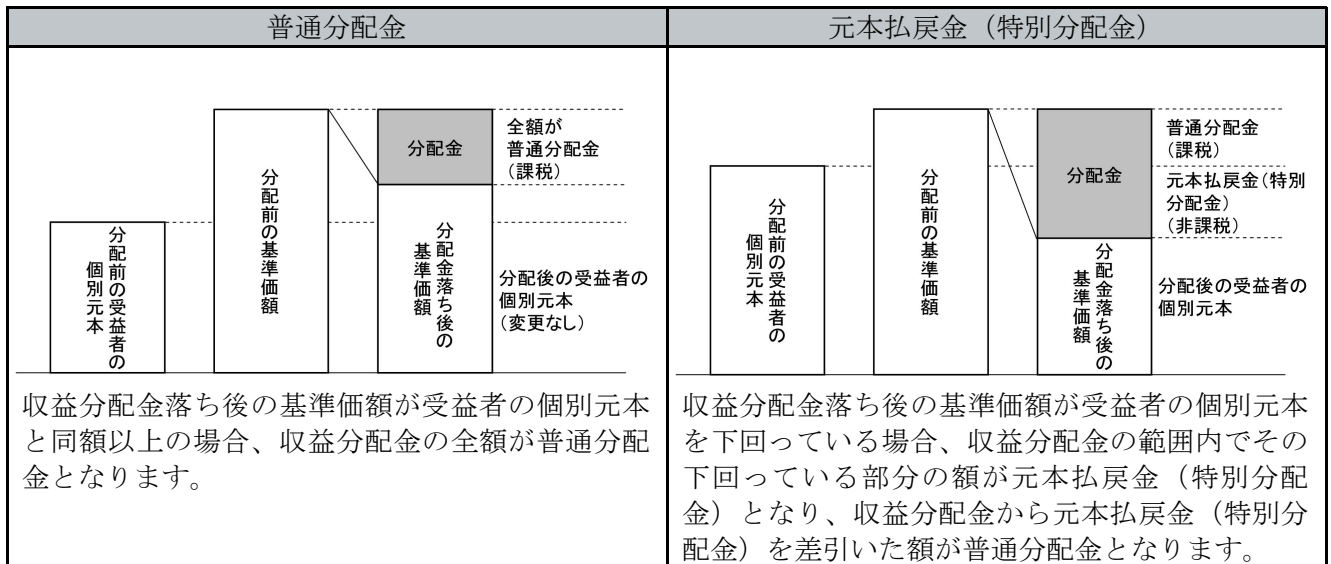 普通分配金
分配前の受益者の
個別元本
分配前の基準価額
分配金
分配金落ち後の
基準価額
全額が
普通分配金
(課税)
分配後の受益者の
個別元本
(変更なし)
収益分配金落ち後の基準価額が受益者の個別元本
と同額以上の場合、収益分配金の全額が普通分配
金となります。
元本払戻金（特別分配金）
分配前の受益者の
個別元本
分配前の基準価額
分配金
分配金落ち後の
基準価額
普通分配金
(課税)
元本払戻金(特別
分配金)
(非課税)
分配後の受益者の
個別元本
収益分配金落ち後の基準価額が受益者の個別元本
を下回っている場合、収益分配金の範囲内でその
下回っている部分の額が元本払戻金（特別分配
金）となり、収益分配金から元本払戻金（特別分
配金）を差引いた額が普通分配金となります。